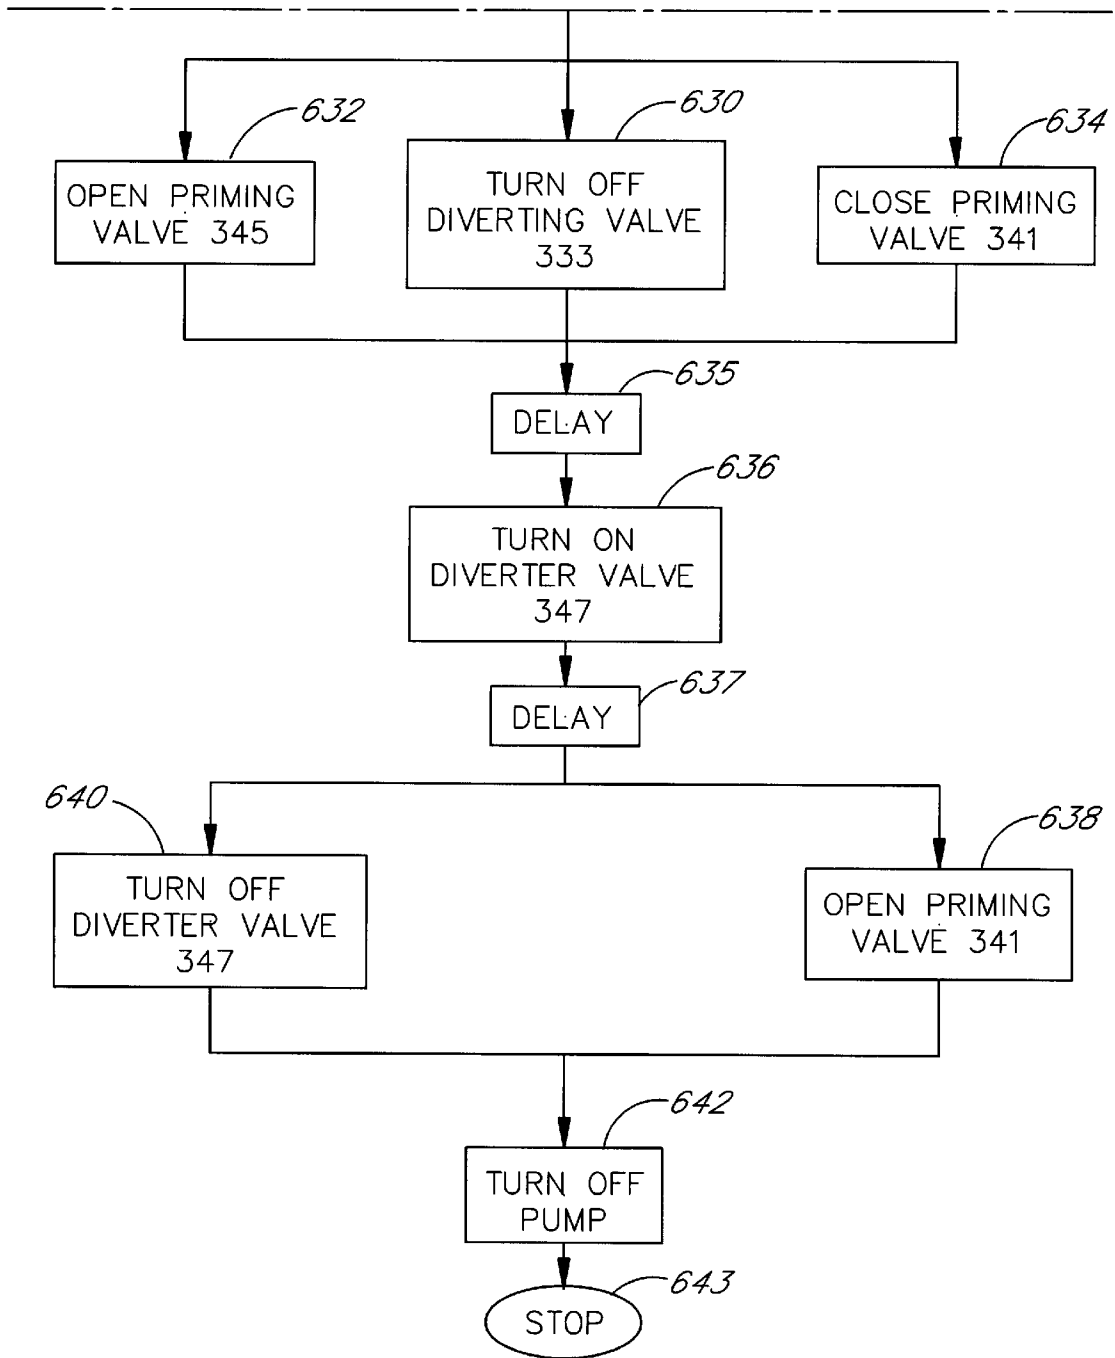 632
630
634
OPEN PRIMING
VALVE 345
TURN OFF
DIVERTING VALVE
333
CLOSE PRIMING
VALVE 341
635
DELAY
636
TURN ON
DIVERTER VALVE
347
637
DELAY
640
638
TURN OFF
DIVERTER VALVE
347
OPEN PRIMING
VALVE 341
642
TURN OFF
PUMP
643
STOP